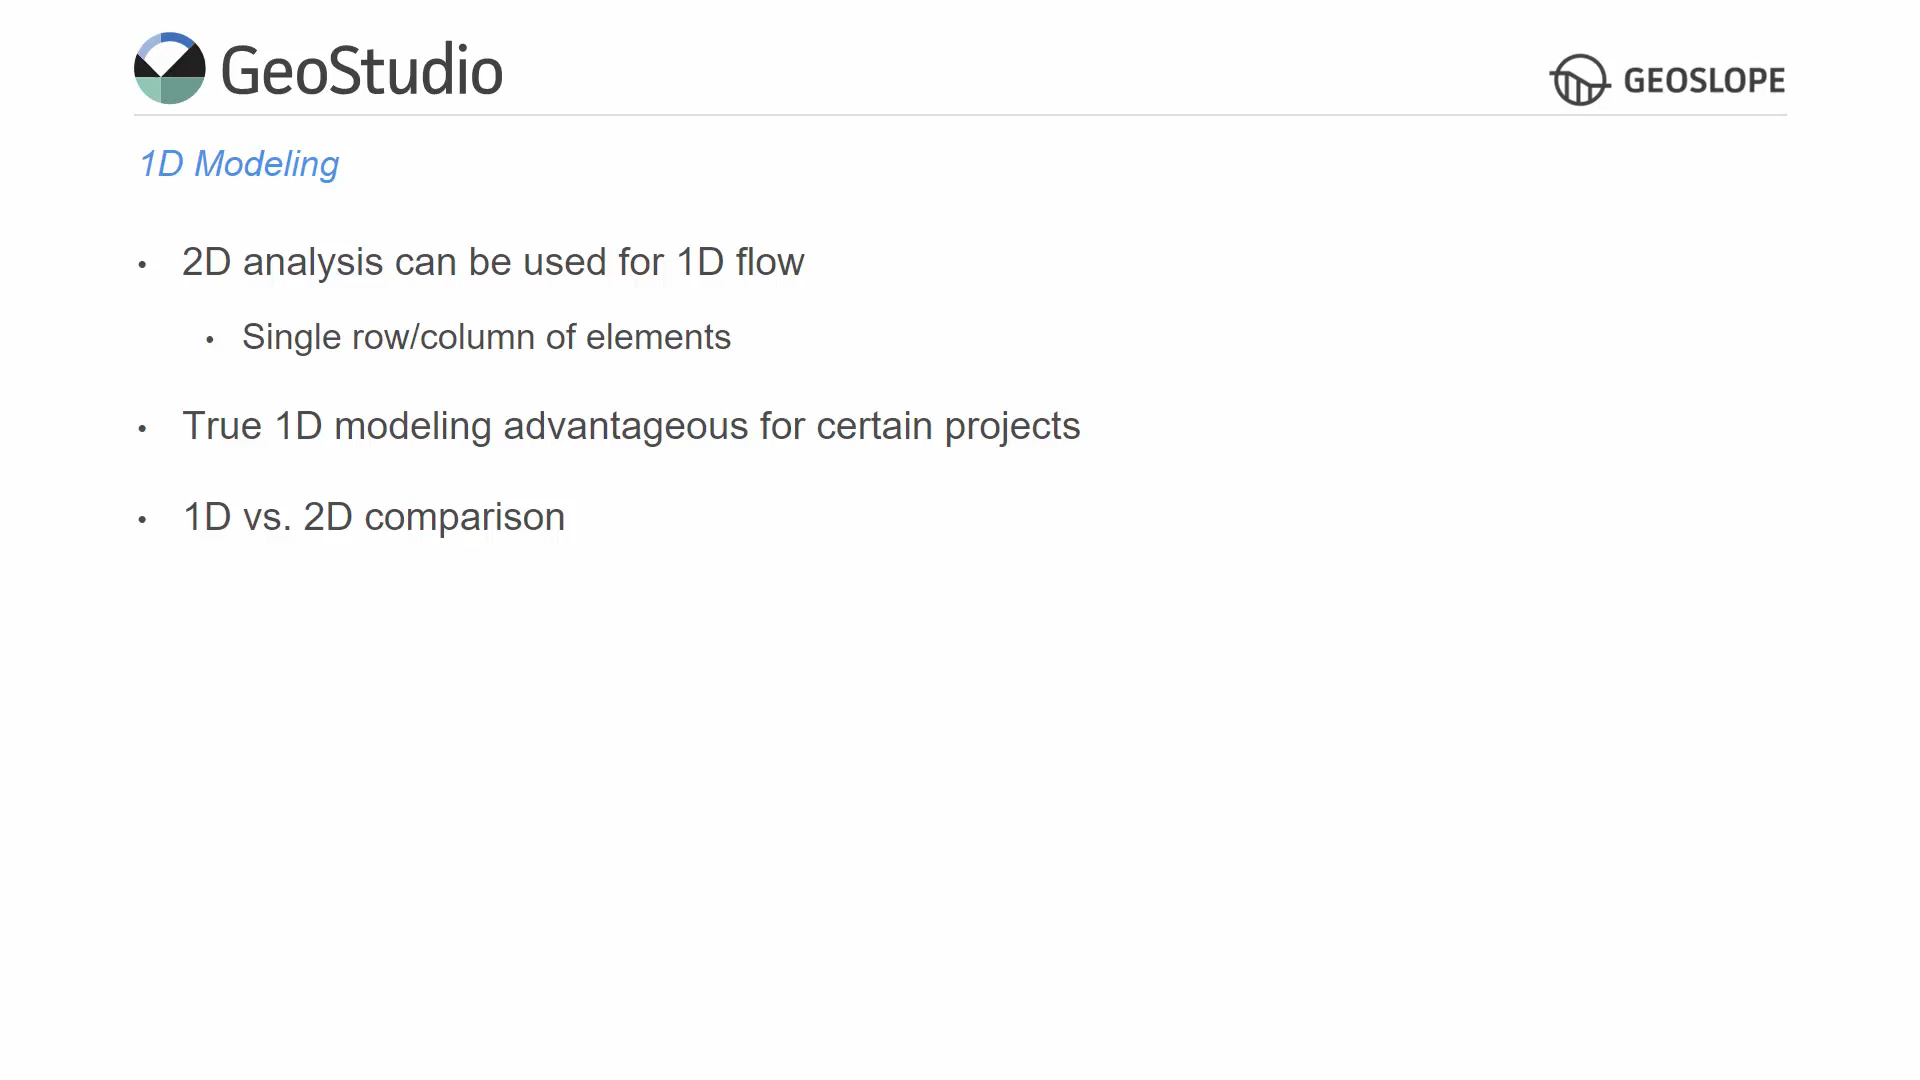 GeoStudio
GEOSLOPE
1D Modeling
• 2D analysis can be used for 1D flow
• Single row/column of elements
• True 1D modeling advantageous for certain projects
• 1D vs. 2D comparison